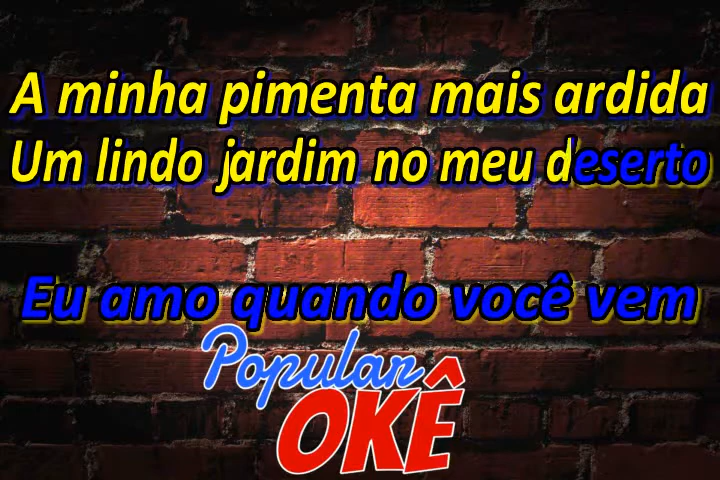 A minha pimenta mais ardida
Um lindo jardim no meu deserto
Eu amo quando você vem
Popular
OKÊ